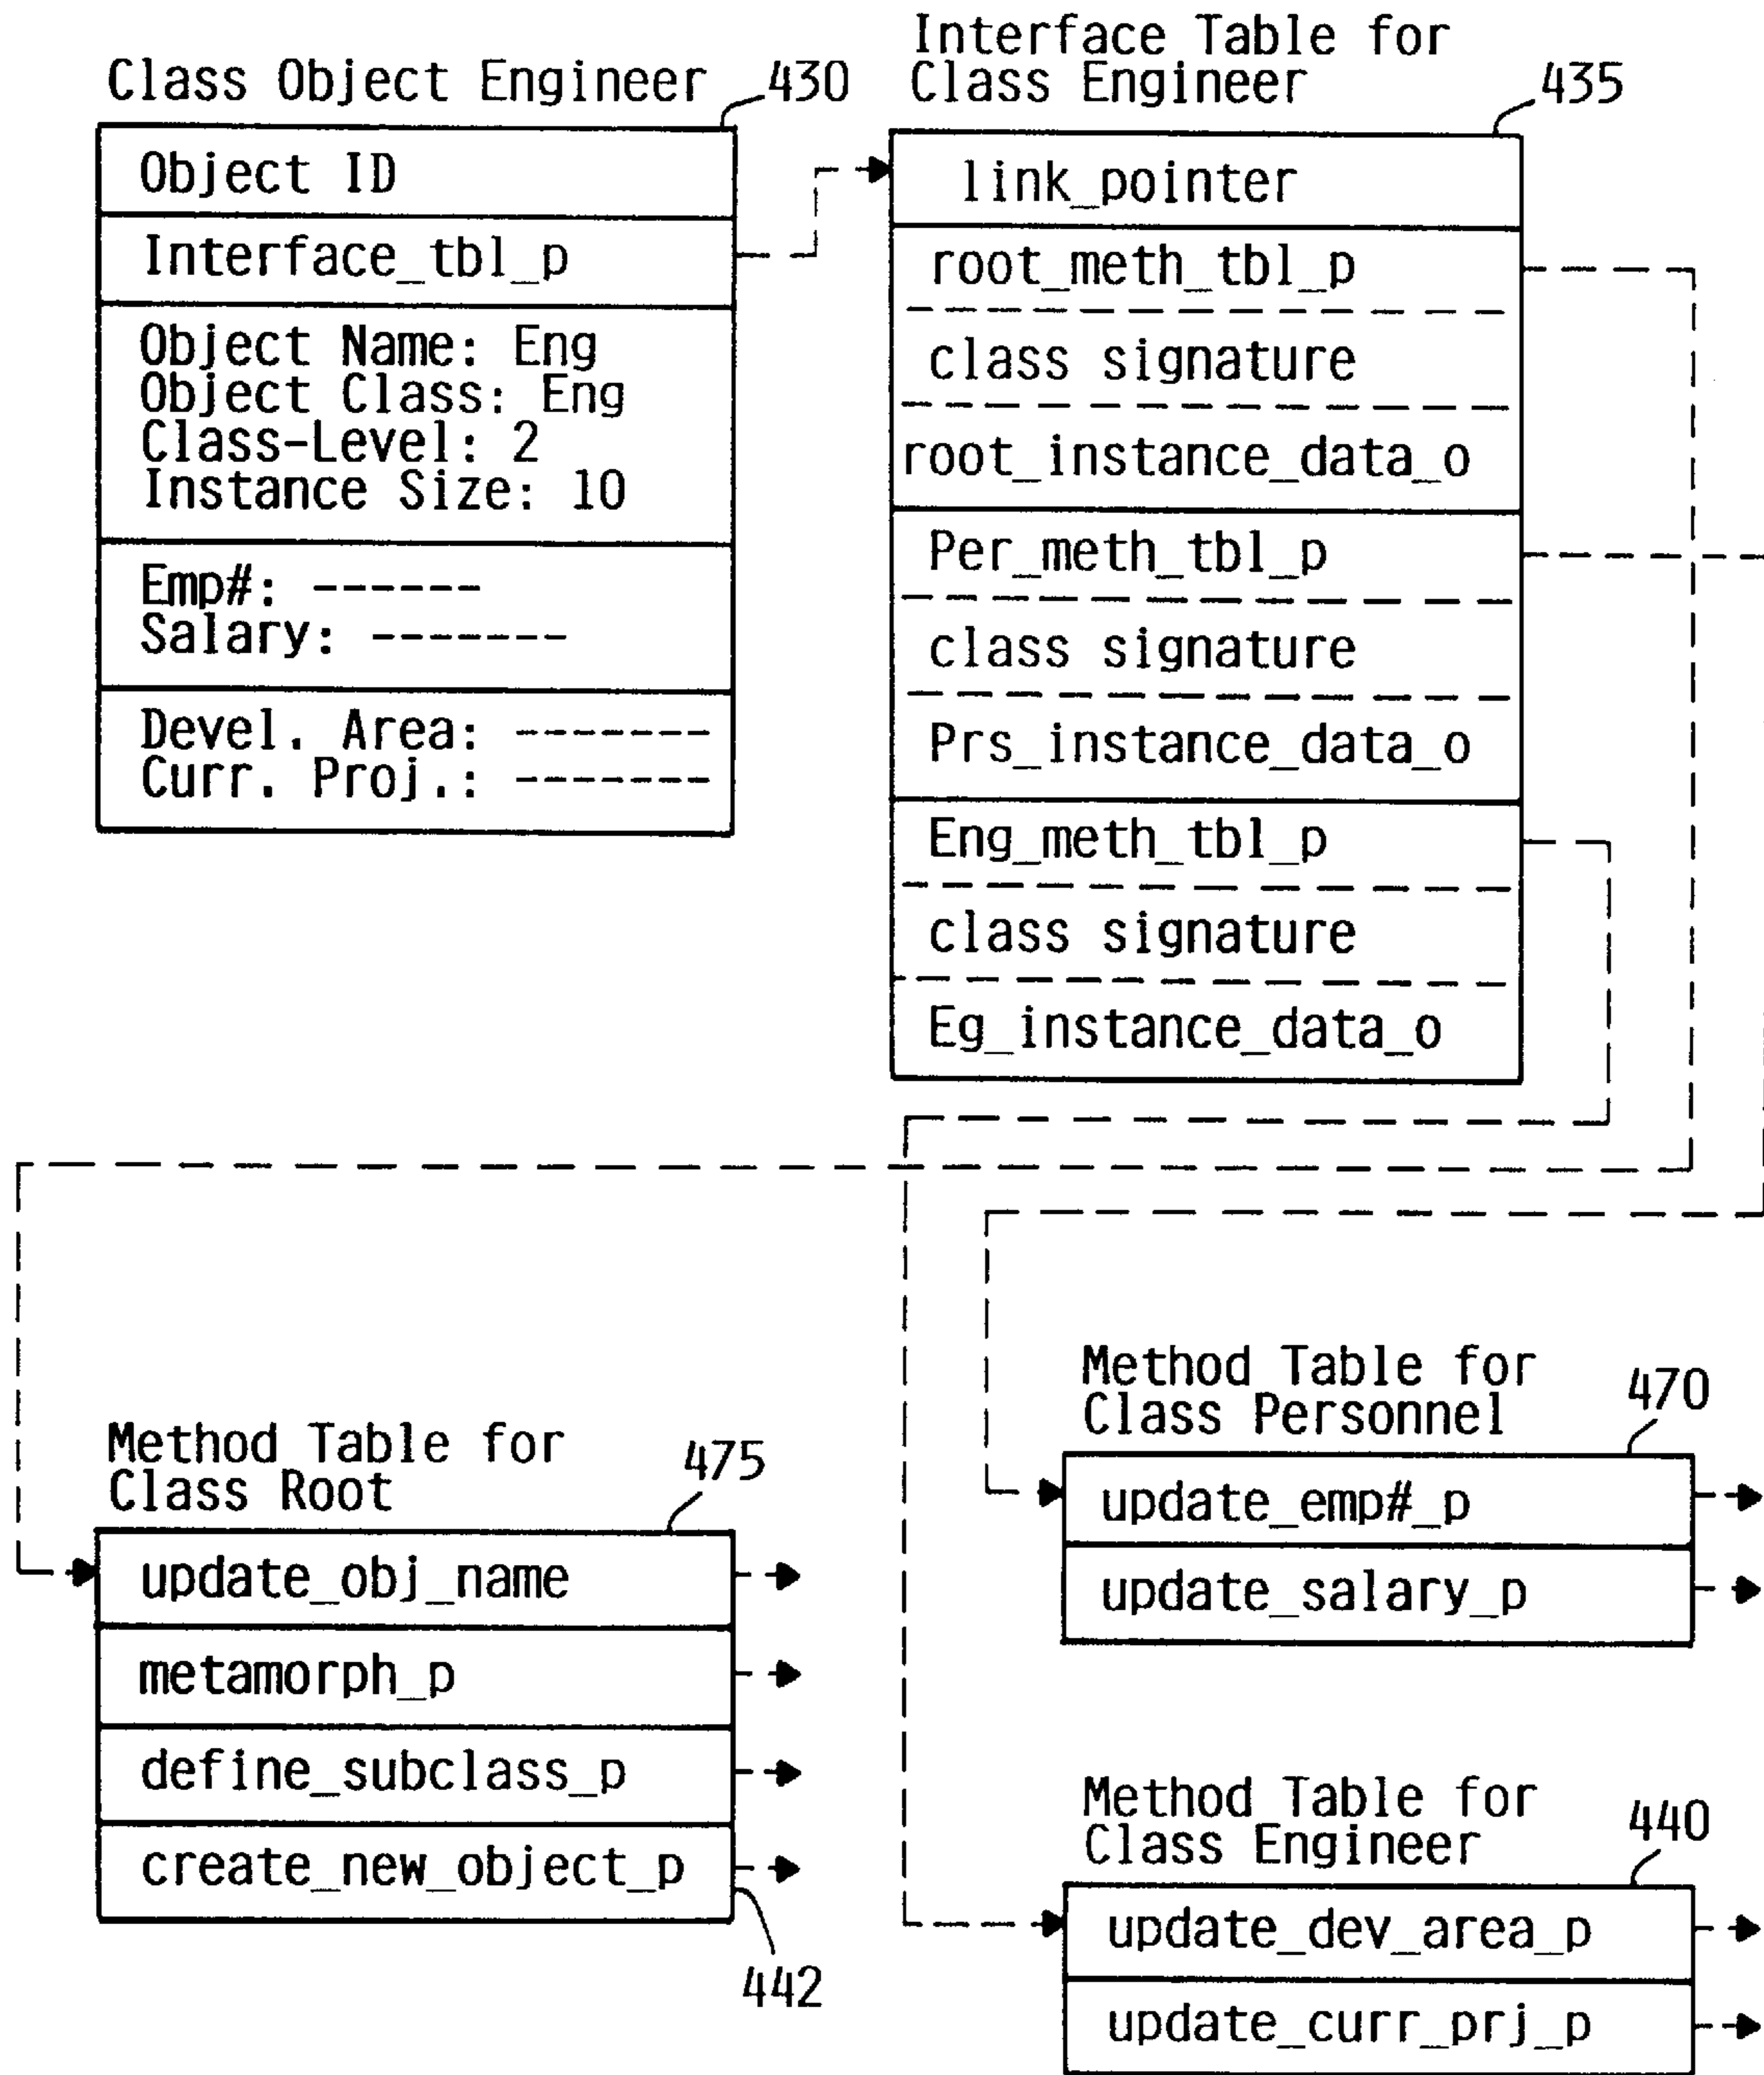 Class Object Engineer
430
Object ID
Interface_tbl_p
Object Name: Eng
Object Class: Eng
Class-Level: 2
Instance Size: 10
Emp#: ------
Salary: -------
Devel. Area: -------
Curr. Proj.: -------
Interface Table for
Class Engineer
435
link_pointer
root_meth_tbl_p
class signature
root_instance_data_o
Per_meth_tbl_p
class signature
Prs_instance_data_o
Eng_meth_tbl_p
class signature
Eg_instance_data_o
Method Table for
Class Root
475
update_obj_name
metamorph_p
define_subclass_p
create_new_object_p
442
Method Table for
Class Personnel
470
update_emp#_p
update_salary_p
Method Table for
Class Engineer
440
update_dev_area_p
update_curr_prj_p